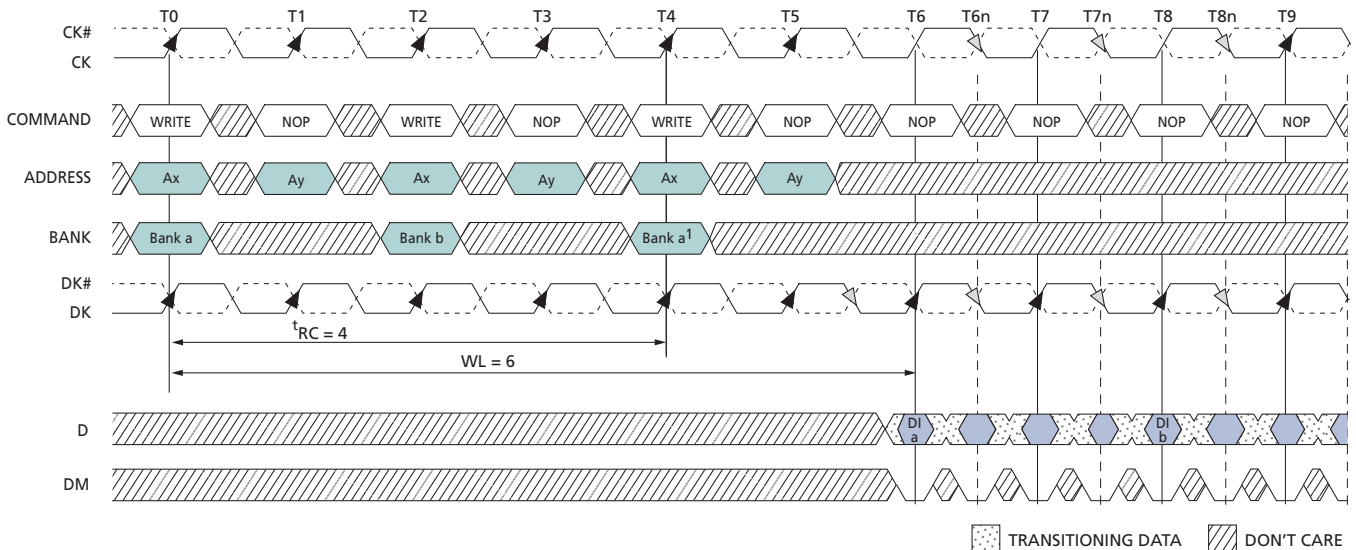 T0 T1 T2 T3 T4 T5 T6 T6n T7 T7n T8 T8n T9
CK#
CK
COMMAND WRITE NOP WRITE NOP WRITE NOP NOP NOP NOP NOP
ADDRESS Ax Ay Ax Ay Ax Ay
BANK Bank a Bank b Bank a1
DK#
DK
tRC = 4
WL = 6
D DI a DI b
DM
TRANSITIONING DATA DON'T CARE